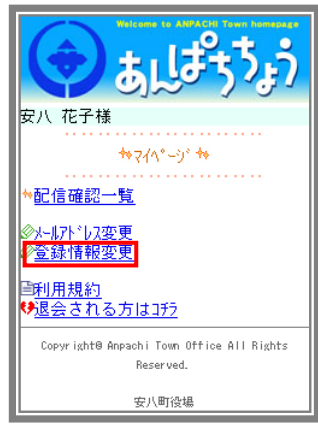 Welcome to ANPACHI Town homepage
あんぱちちょう
安八 花子様
ﾏｲﾍﾟｰｼﾞ
配信確認一覧
ﾒｰﾙｱﾄﾞﾚｽ変更
登録情報変更
利用規約
退会される方はｺﾁﾗ
Copyright© Anpachi Town Office All Rights
Reserved.
安八町役場